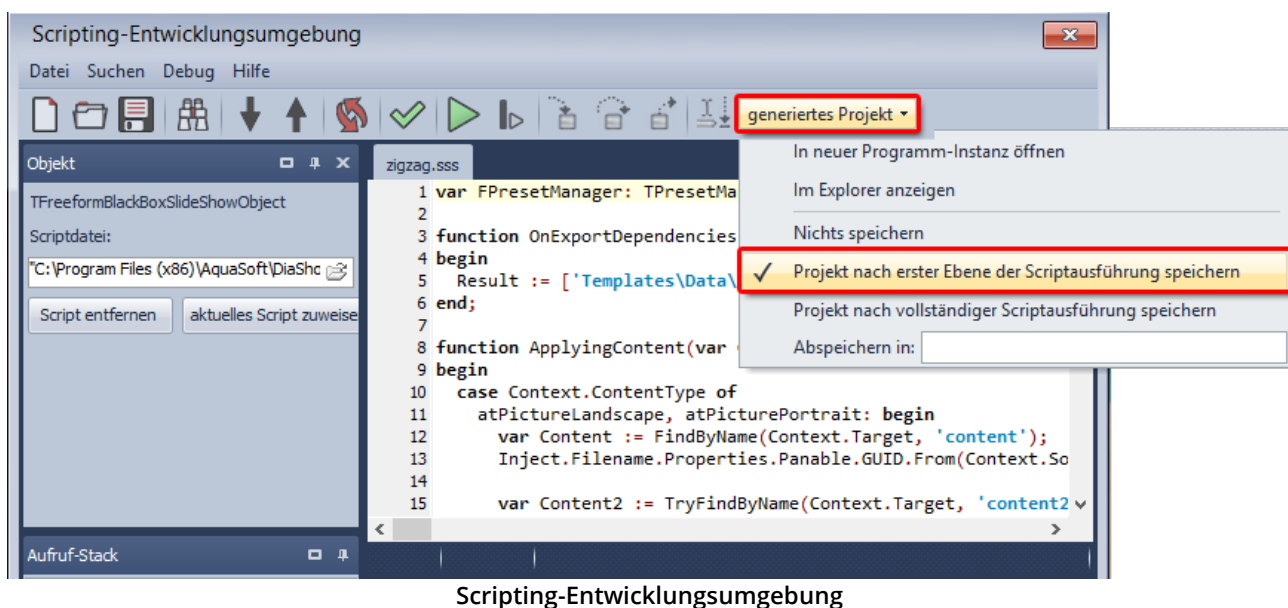 Scripting-Entwicklungsumgebung
Datei Suchen Debug Hilfe
generiertes Projekt
In neuer Programm-Instanz öffnen
Im Explorer anzeigen
Nichts speichern
Projekt nach erster Ebene der Scriptausführung speichern
Projekt nach vollständiger Scriptausführung speichern
Abspeichern in:
Objekt
TFreeformBlackBoxSlideShowObject
Scriptdatei:
"C:\Program Files (x86)\AquaSoft\DiaShc
Script entfernen aktuelles Script zuweise
Aufruf-Stack
zigzag.sss
1 var FPresetManager: TPresetMa
2
3 function OnExportDependencies
4 begin
5 Result := ['Templates\Data\
6 end;
7
8 function ApplyingContent(var
9 begin
10 case Context.ContentType of
11 atPictureLandscape, atPicturePortrait: begin
12 var Content := FindByName(Context.Target, 'content');
13 Inject.Filename.Properties.Panable.GUID.From(Context.So
14
15 var Content2 := TryFindByName(Context.Target, 'content2
Scripting-Entwicklungsumgebung